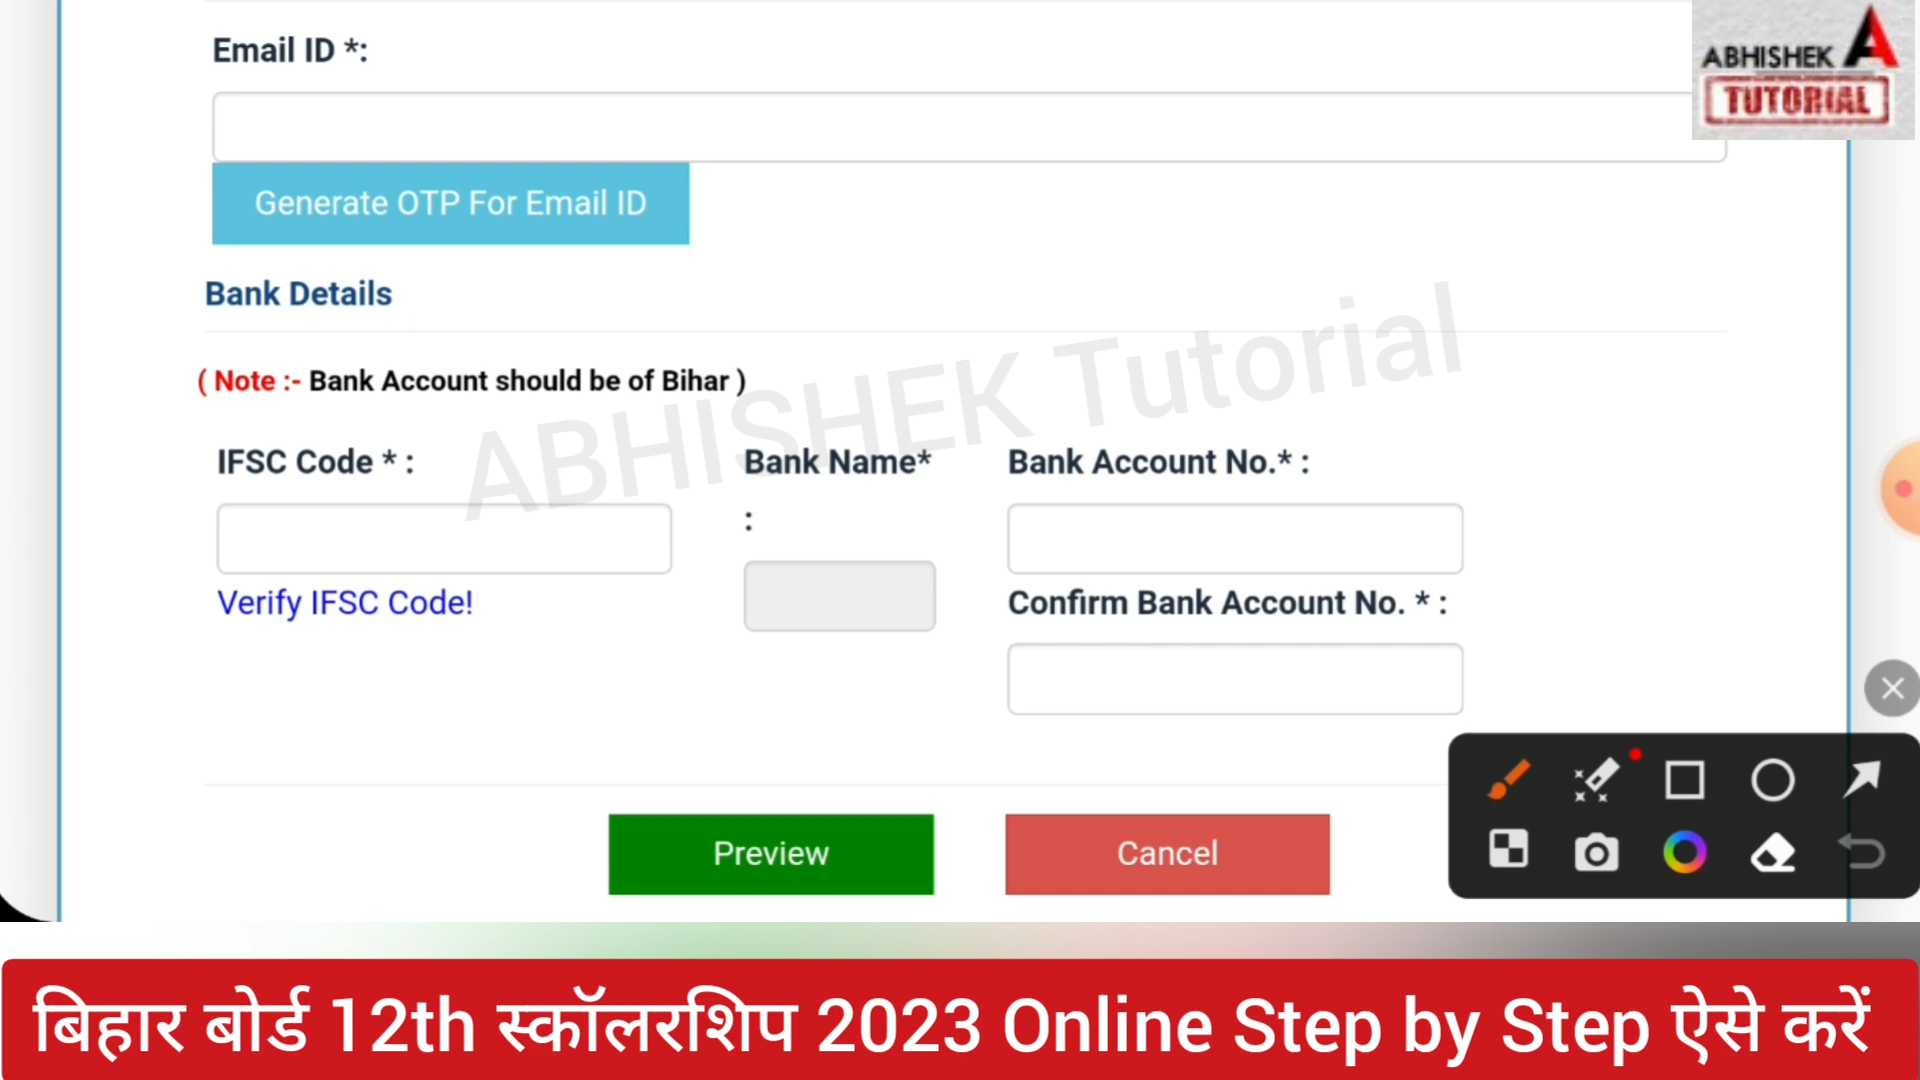 Email ID *:
ABHISHEK A
TUTORIAL
Generate OTP For Email ID
Bank Details
( Note :- Bank Account should be of Bihar )
ABHISHEK Tutorial
IFSC Code * :
Bank Name*
:
Bank Account No.* :
Verify IFSC Code!
Confirm Bank Account No. * :
Preview
Cancel
बिहार बोर्ड 12th स्कॉलरशिप 2023 Online Step by Step ऐसे करें